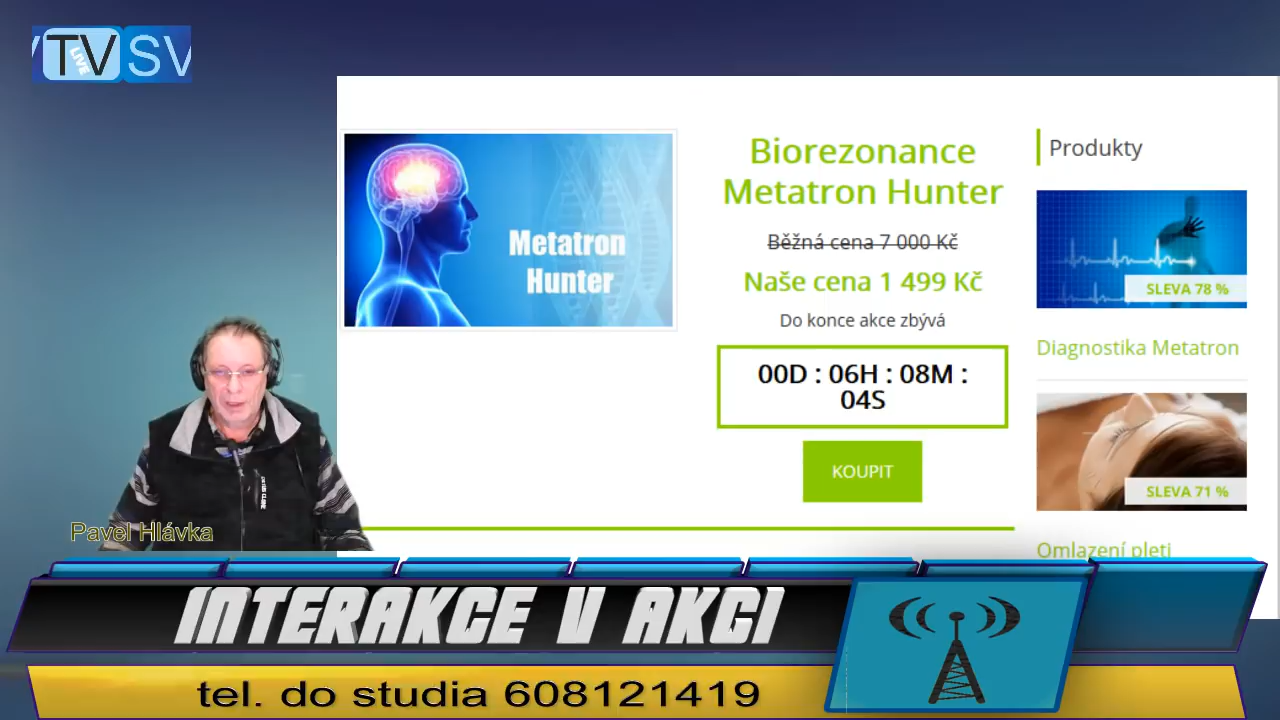 TV SV
LIVE
Metatron
Hunter
Biorezonance
Metatron Hunter
Běžná cena 7 000 Kč
Naše cena 1 499 Kč
Do konce akce zbývá
00D : 06H : 08M :
04S
KOUPIT
Produkty
SLEVA 78 %
Diagnostika Metatron
SLEVA 71 %
Omlazení pleti
Pavel Hlávka
INTERAKCE V AKCI
tel. do studia 608121419